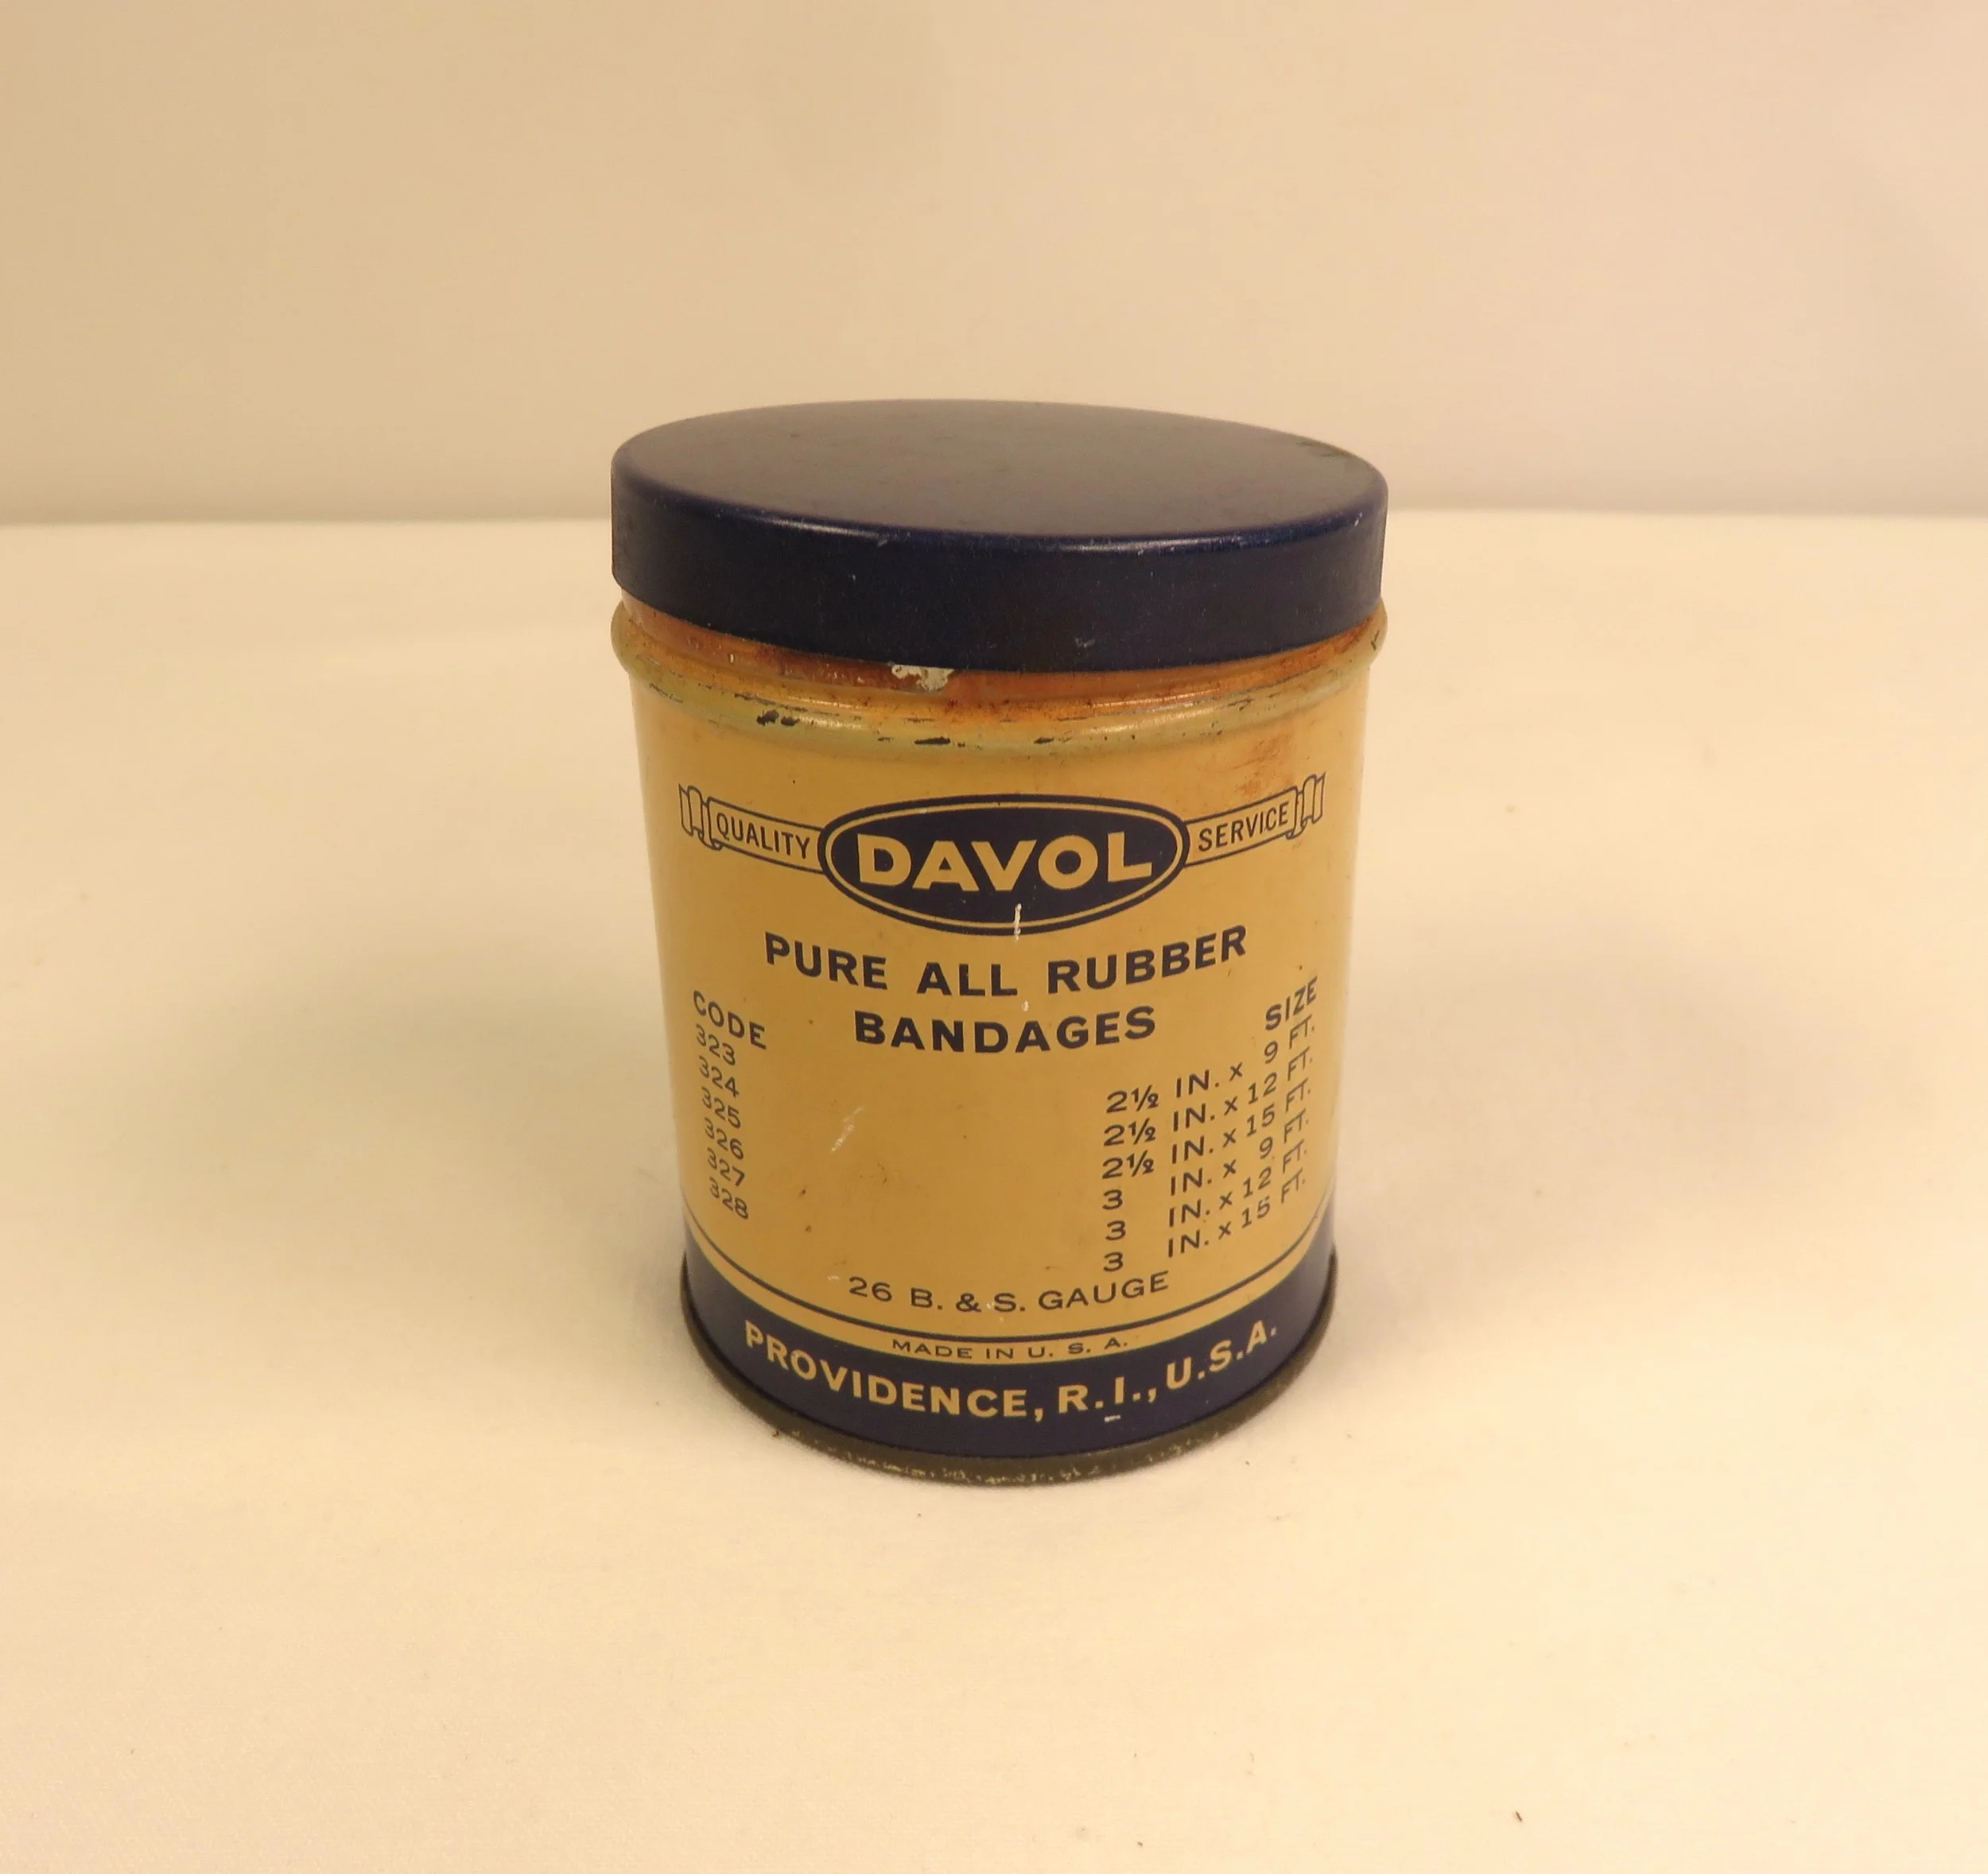 QUALITY DAVOL SERVICE
PURE ALL RUBBER
BANDAGES
CODE SIZE
323 2½ IN. x 9 FT.
324 2½ IN. x 12 FT.
325 2½ IN. x 15 FT.
326 3 IN. x 9 FT.
327 3 IN. x 12 FT.
328 3 IN. x 15 FT.
26 B. & S. GAUGE
MADE IN U. S. A.
PROVIDENCE, R.I., U.S.A.